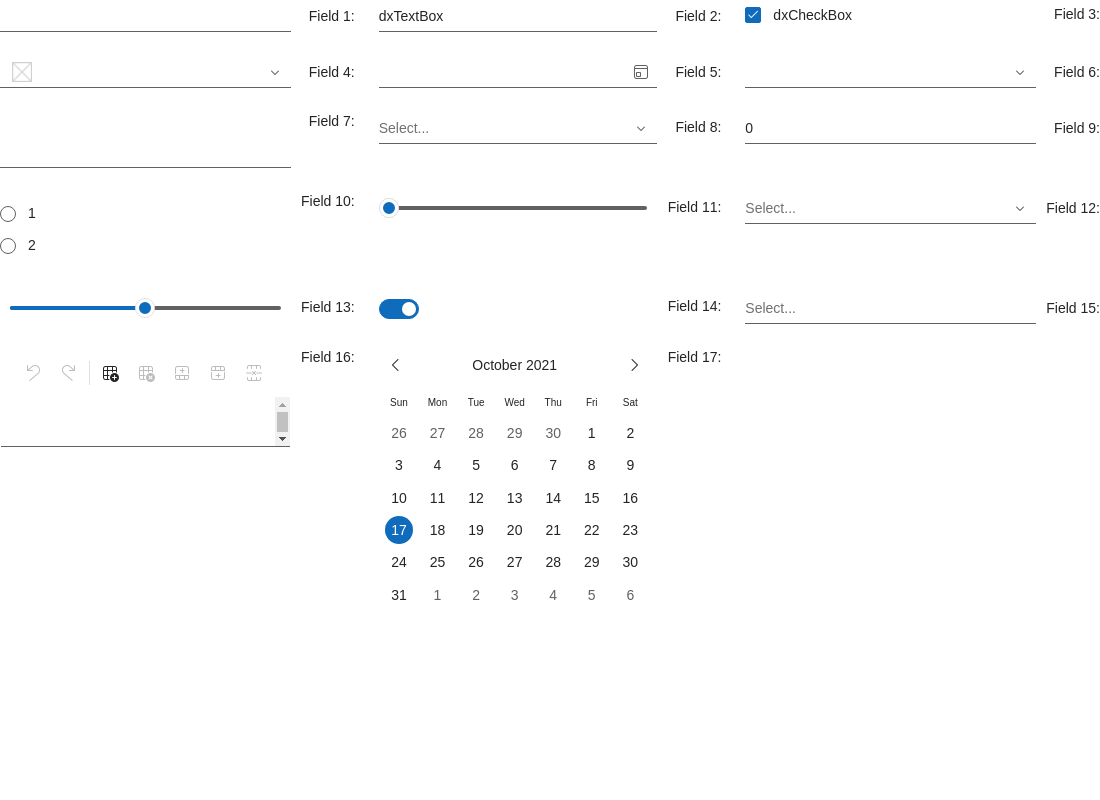 Field 1: dxTextBox Field 2: dxCheckBox Field 3:
Field 4: Field 5: Field 6:
Field 7: Select... Field 8: 0 Field 9:
1 Field 10: Field 11: Select... Field 12:
2
Field 13: Field 14: Select... Field 15:
Field 16: October 2021 Field 17:
Sun Mon Tue Wed Thu Fri Sat
26 27 28 29 30 1 2
3 4 5 6 7 8 9
10 11 12 13 14 15 16
17 18 19 20 21 22 23
24 25 26 27 28 29 30
31 1 2 3 4 5 6